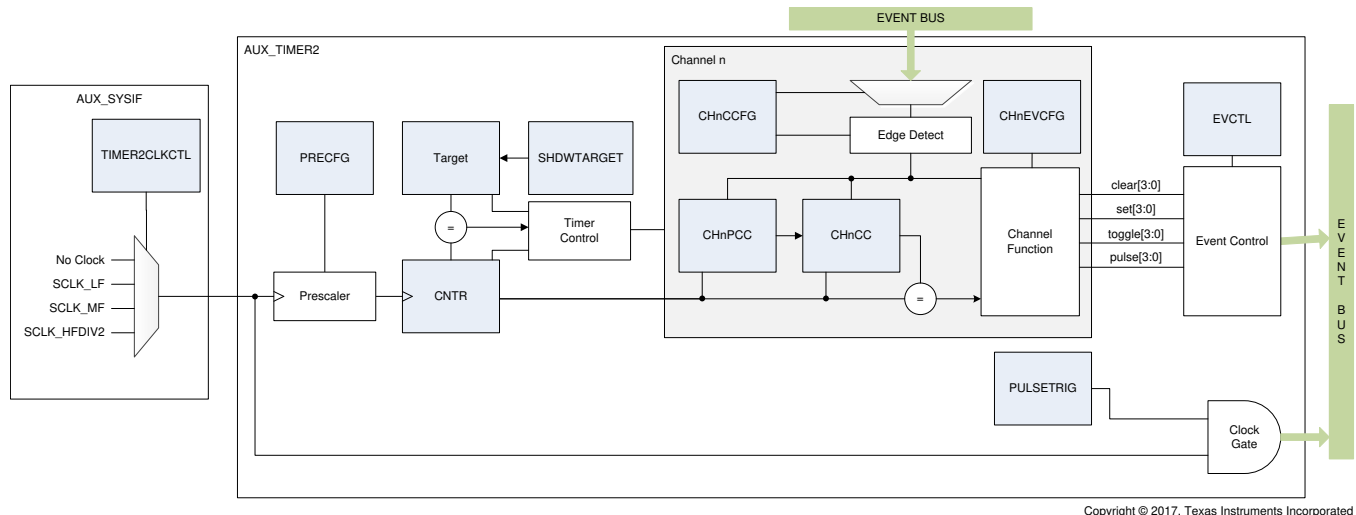 EVENT BUS
AUX_TIMER2
Channel n
AUX_SYSIF
TIMER2CLKCTL
PRECFG
Target
SHDWTARGET
CHnCCFG
CHnEVCFG
EVCTL
Edge Detect
=
Timer
Control
CHnPCC
CHnCC
Channel
Function
clear[3:0]
set[3:0]
toggle[3:0]
pulse[3:0]
Event Control
No Clock
SCLK_LF
SCLK_MF
SCLK_HFDIV2
Prescaler
CNTR
=
PULSETRIG
Clock
Gate
E
V
E
N
T
B
U
S
Copyright © 2017, Texas Instruments Incorporated